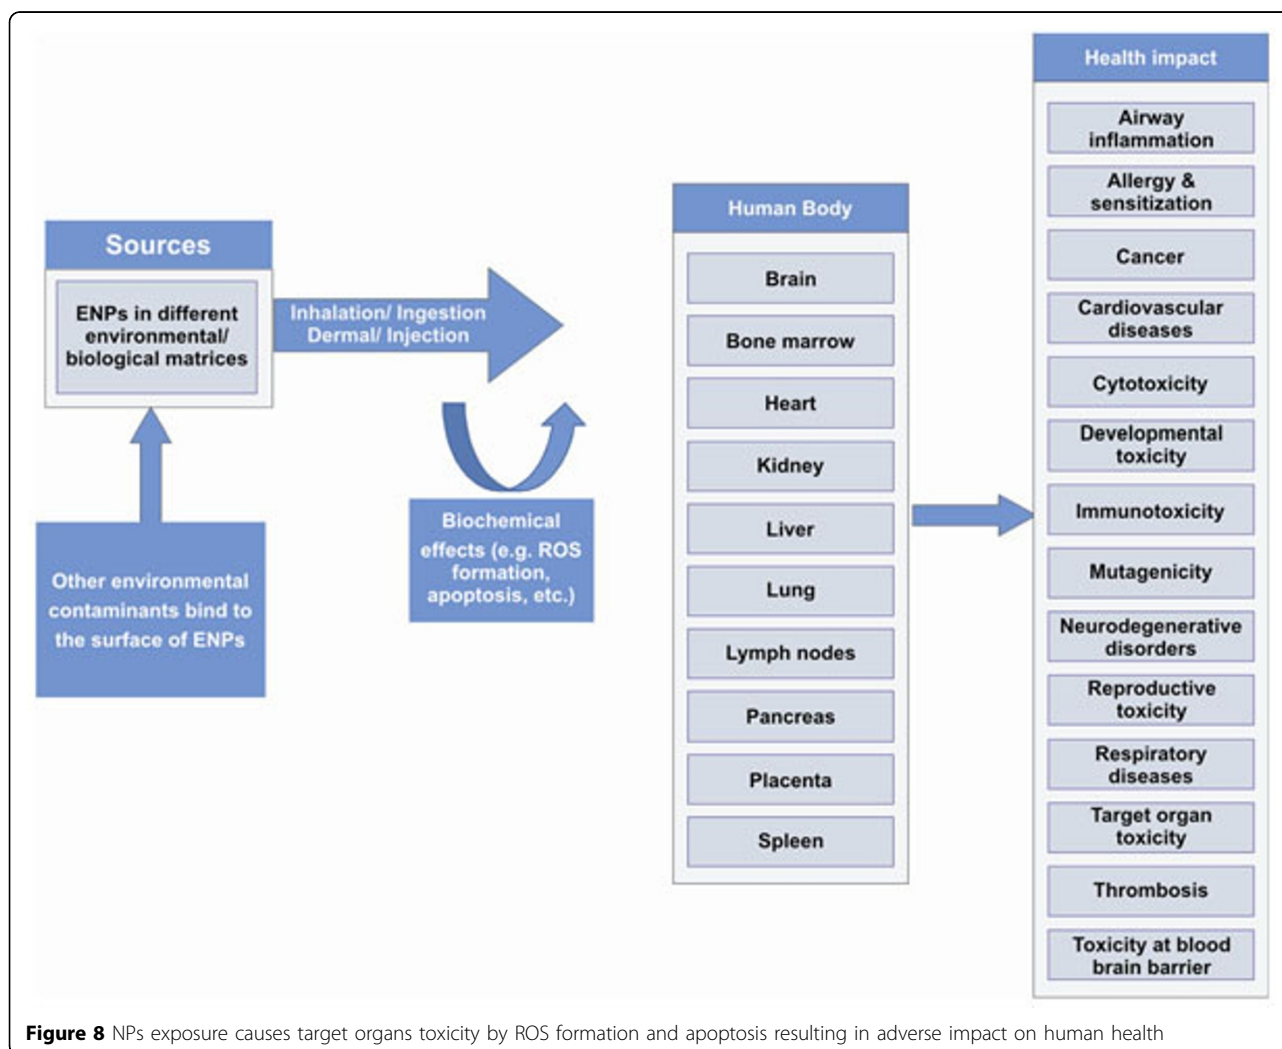 Sources
ENPs in different
environmental/
biological matrices
Other environmental
contaminants bind to
the surface of ENPs
Inhalation/ Ingestion
Dermal/ Injection
Biochemical
effects (e.g. ROS
formation,
apoptosis, etc.)
Human Body
Brain
Bone marrow
Heart
Kidney
Liver
Lung
Lymph nodes
Pancreas
Placenta
Spleen
Health impact
Airway
inflammation
Allergy &
sensitization
Cancer
Cardiovascular
diseases
Cytotoxicity
Developmental
toxicity
Immunotoxicity
Mutagenicity
Neurodegenerative
disorders
Reproductive
toxicity
Respiratory
diseases
Target organ
toxicity
Thrombosis
Toxicity at blood
brain barrier
Figure 8 NPs exposure causes target organs toxicity by ROS formation and apoptosis resulting in adverse impact on human health